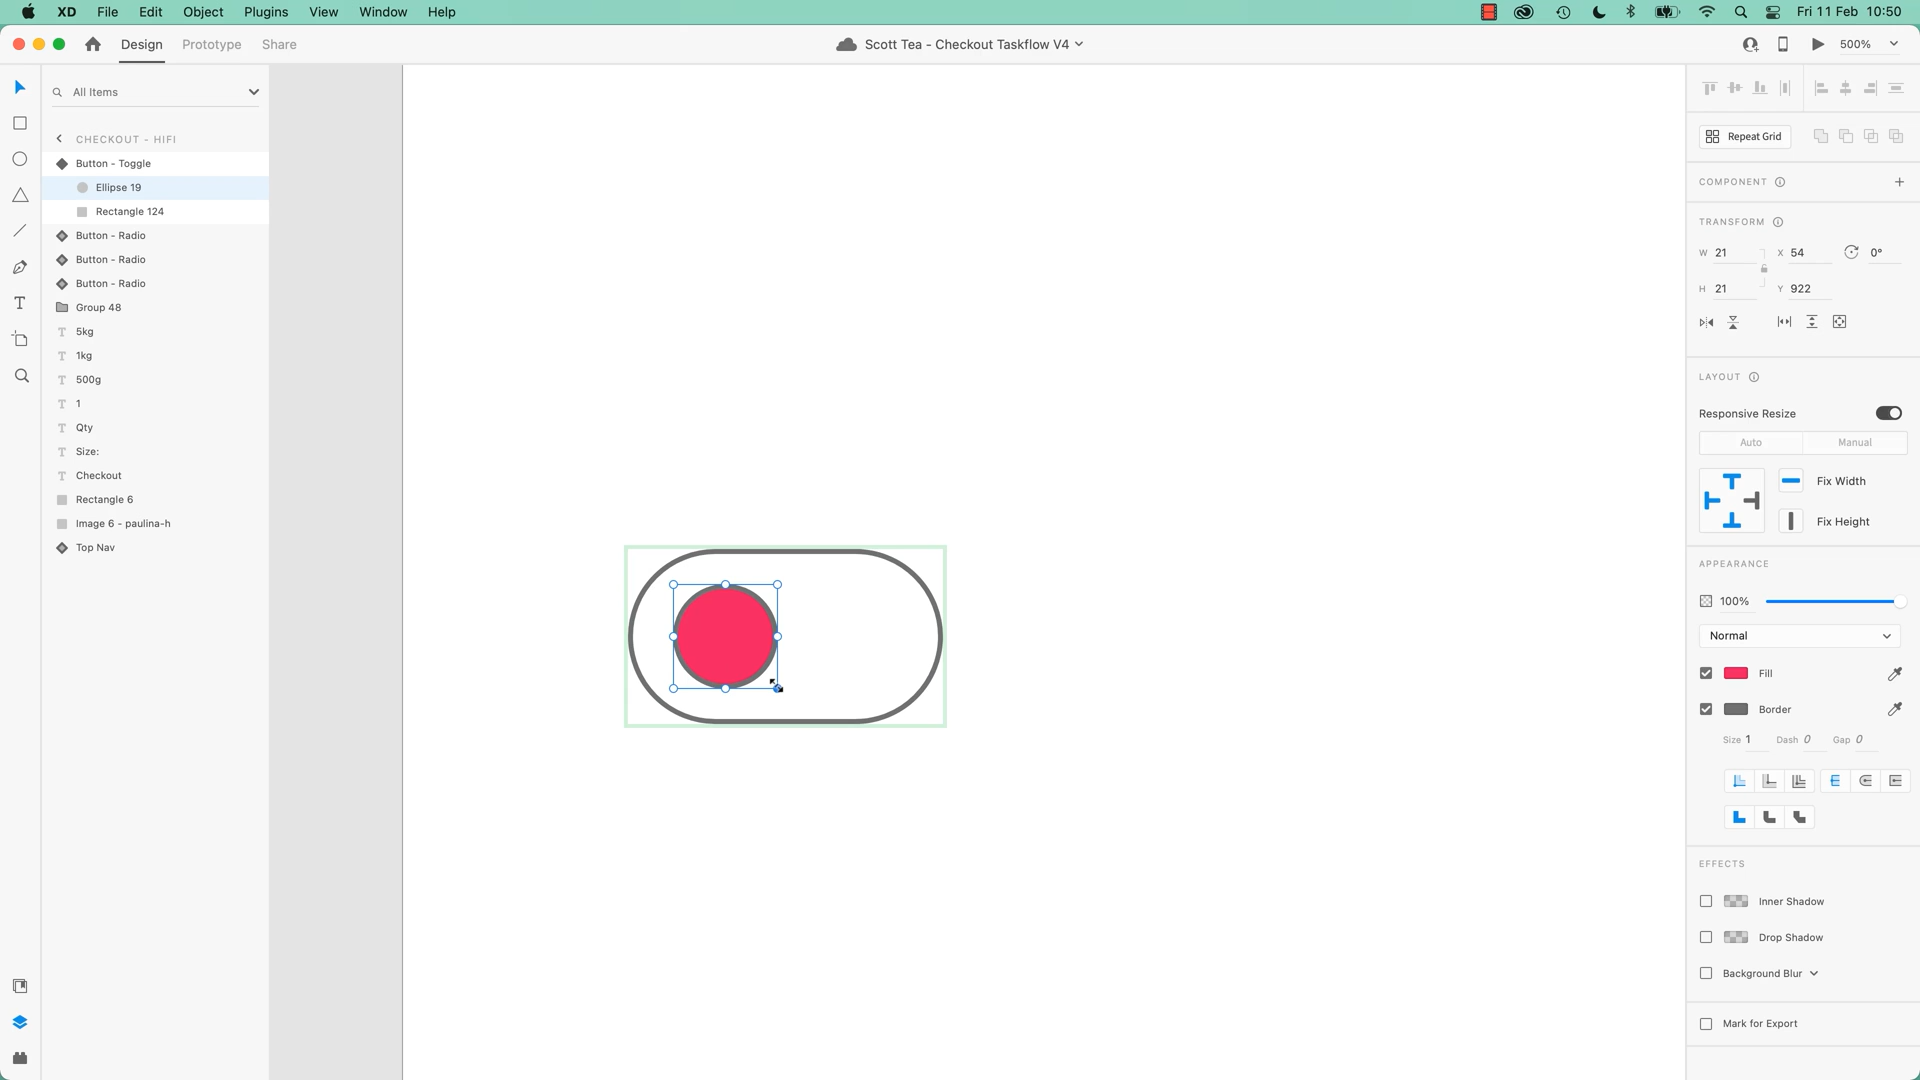 XD File Edit Object Plugins View Window Help Fri 11 Feb 10:50
Design Prototype Share Scott Tea - Checkout Taskflow V4 500%
All Items
CHECKOUT - HIFI
Button - Toggle
Ellipse 19
Rectangle 124
Button - Radio
Button - Radio
Button - Radio
Group 48
T 5kg
T 1kg
T 500g
T 1
T Qty
T Size:
T Checkout
Rectangle 6
Image 6 - paulina-h
Top Nav
Repeat Grid
COMPONENT
TRANSFORM
W 21 X 54 0°
H 21 Y 922
LAYOUT
Responsive Resize
Auto Manual
Fix Width
Fix Height
APPEARANCE
100%
Normal
Fill
Border
Size 1 Dash 0 Gap 0
EFFECTS
Inner Shadow
Drop Shadow
Background Blur
Mark for Export